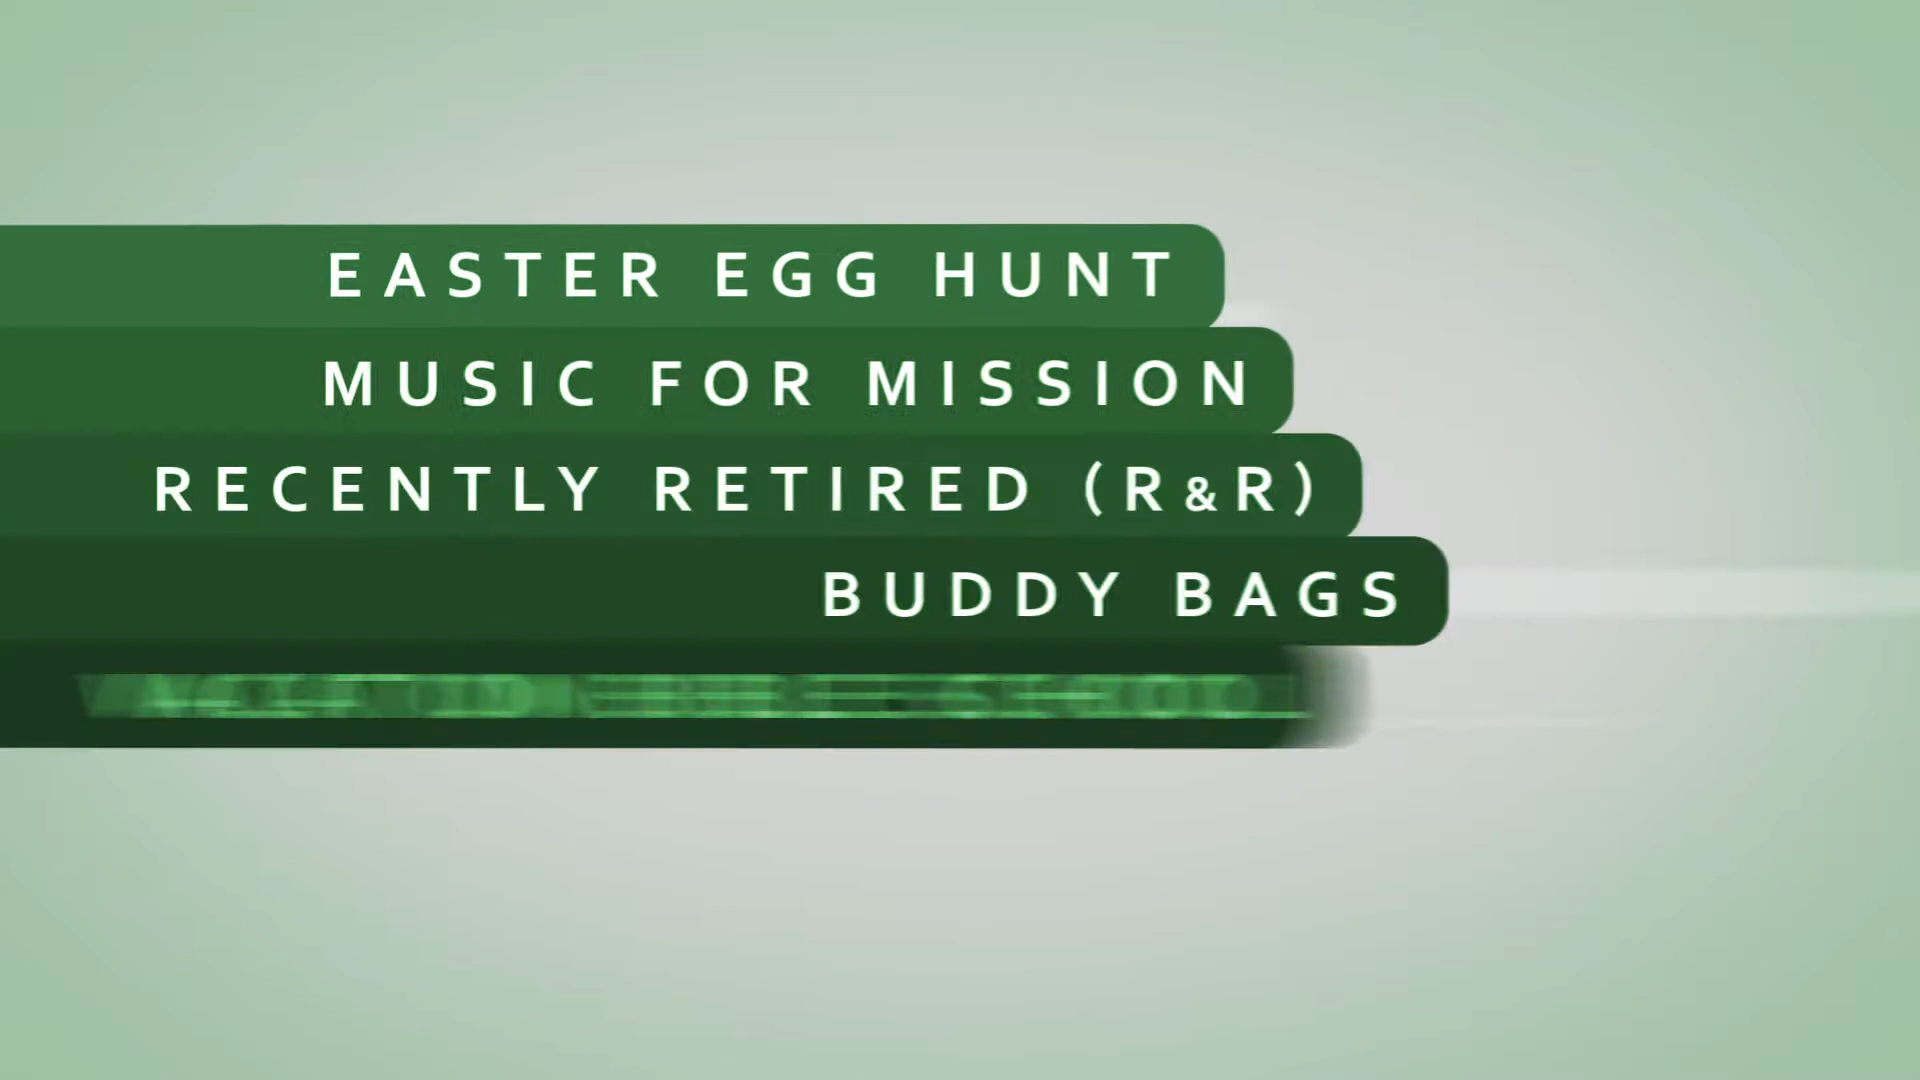 EASTER EGG HUNT
MUSIC FOR MISSION
RECENTLY RETIRED (R&R)
BUDDY BAGS